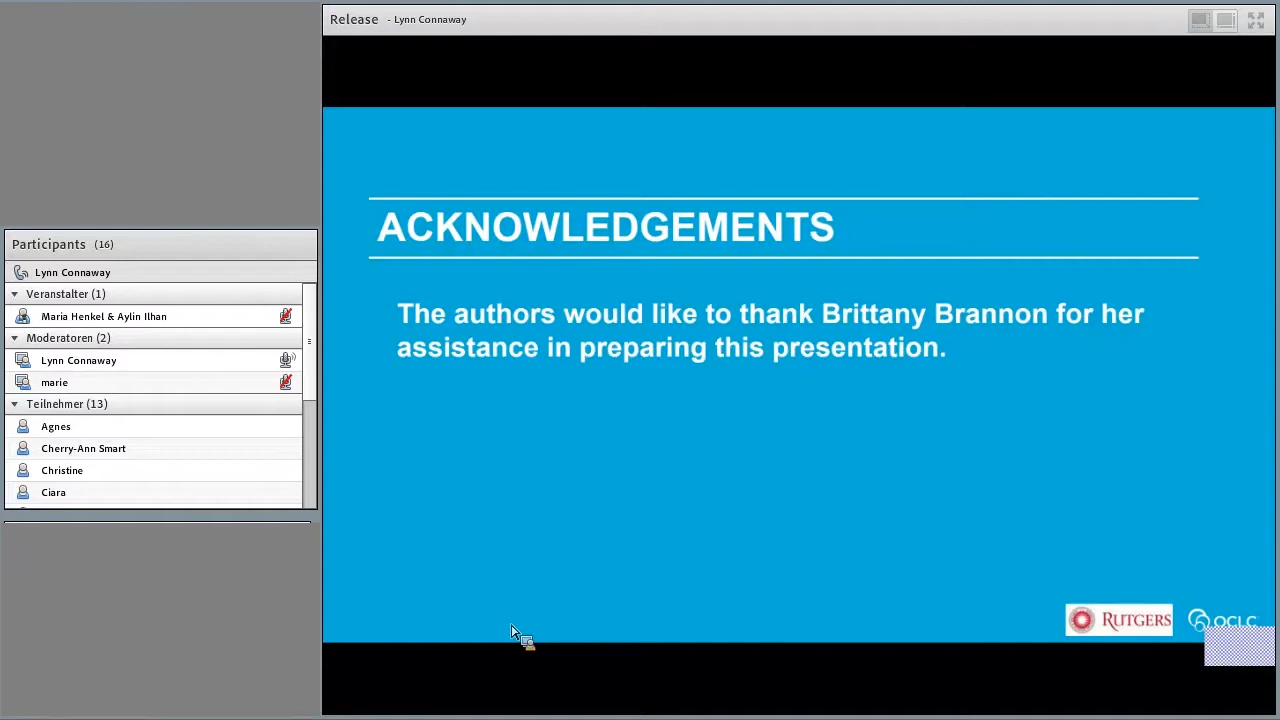 Release - Lynn Connaway
Participants (16)
Lynn Connaway
Veranstalter (1)
Maria Henkel & Aylin Ilhan
Moderatoren (2)
Lynn Connaway
marie
Teilnehmer (13)
Agnes
Cherry-Ann Smart
Christine
Ciara
ACKNOWLEDGEMENTS
The authors would like to thank Brittany Brannon for her
assistance in preparing this presentation.
RUTGERS
OCLC